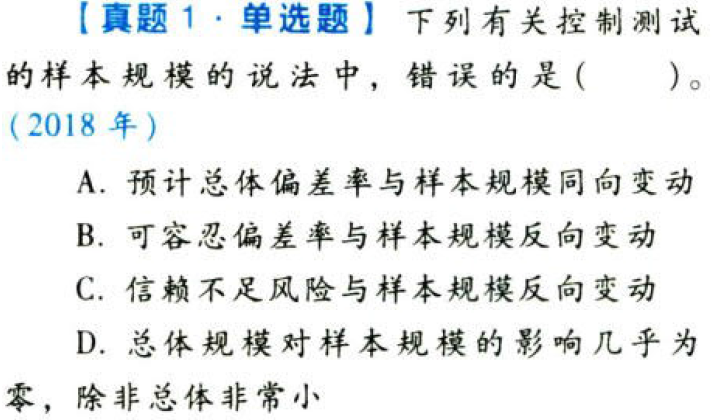 【真题1·单选题】 下列有关控制测试
的样本规模的说法中，错误的是(  )。
(2018年)
A. 预计总体偏差率与样本规模同向变动
B. 可容忍偏差率与样本规模反向变动
C. 信赖不足风险与样本规模反向变动
D. 总体规模对样本规模的影响几乎为
零，除非总体非常小